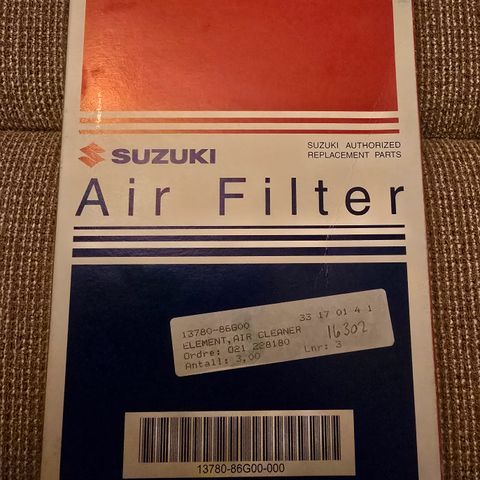 SUZUKI
SUZUKI AUTHORIZED
REPLACEMENT PARTS
Air Filter
13780-86G00 33 17 01 4 1
ELEMENT,AIR CLEANER
16302
Ordre: 021 228180
Antall: 3,00 Lnr: 3
13780-86G00-000